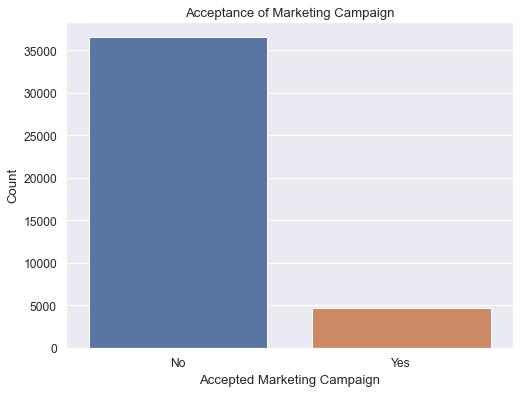 Acceptance of Marketing Campaign
35000
30000
25000
20000
15000
10000
5000
0
Count
No Yes
Accepted Marketing Campaign